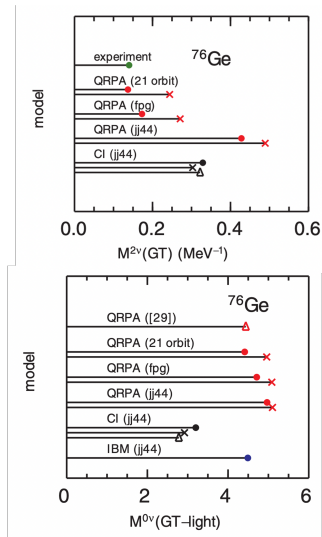 experiment
⁷⁶Ge
QRPA (21 orbit)
QRPA (fpg)
QRPA (jj44)
CI (jj44)
model
0.0 0.2 0.4 0.6
M²ᵛ(GT) (MeV⁻¹)
⁷⁶Ge
QRPA ([29])
QRPA (21 orbit)
QRPA (fpg)
QRPA (jj44)
CI (jj44)
IBM (jj44)
model
0 2 4 6
M⁰ᵛ(GT–light)